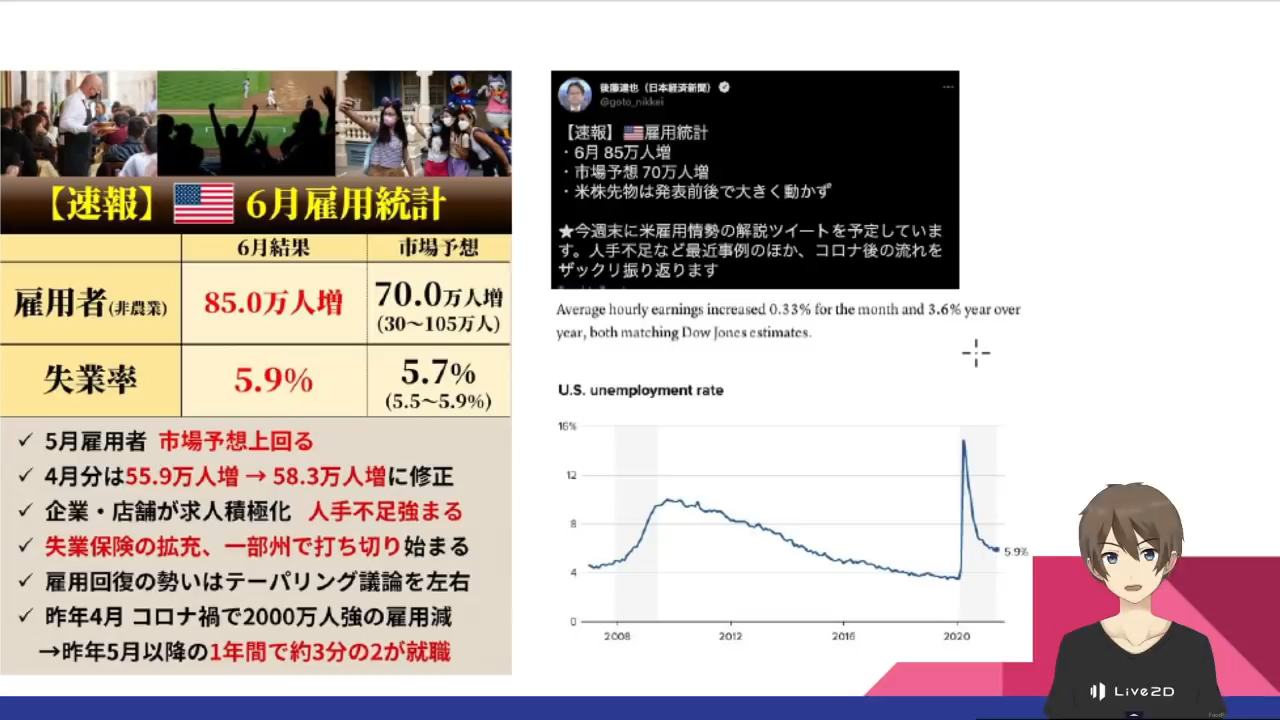 【速報】 6月雇用統計
6月結果 市場予想
雇用者(非農業) 85.0万人増 70.0万人増
(30～105万人)
失業率 5.9% 5.7%
(5.5～5.9%)
✓ 5月雇用者 市場予想上回る
✓ 4月分は55.9万人増 → 58.3万人増に修正
✓ 企業・店舗が求人積極化 人手不足強まる
✓ 失業保険の拡充、一部州で打ち切り始まる
✓ 雇用回復の勢いはテーパリング議論を左右
✓ 昨年4月 コロナ禍で2000万人強の雇用減
→昨年5月以降の1年間で約3分の2が就職
後藤達也（日本経済新聞）
@goto_nikkei
【速報】🇺🇸雇用統計
・6月 85万人増
・市場予想 70万人増
・米株先物は発表前後で大きく動かず
★今週末に米雇用情勢の解説ツイートを予定していま
す。人手不足など最近事例のほか、コロナ後の流れを
ザックリ振り返ります
Average hourly earnings increased 0.33% for the month and 3.6% year over
year, both matching Dow Jones estimates.
U.S. unemployment rate
16%
12
8
5.9%
4
0
2008 2012 2016 2020
Live2D